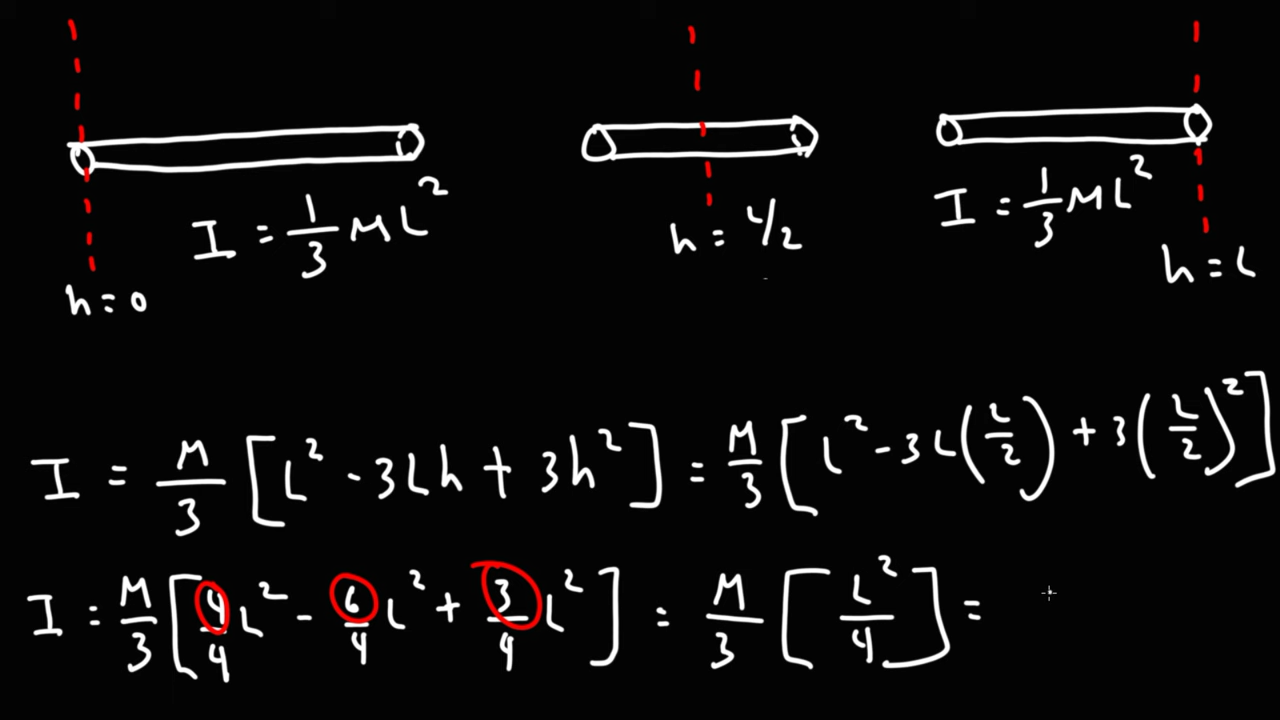 I = 1/3 ML²
I = 1/3 ML²
h = L/2
h = 0
h = L
I = M/3 [L² - 3Lh + 3h²] = M/3 [L² - 3L(L/2) + 3(L/2)²]
I = M/3 [4/4 L² - 6/4 L² + 3/4 L²] = M/3 [L²/4] =